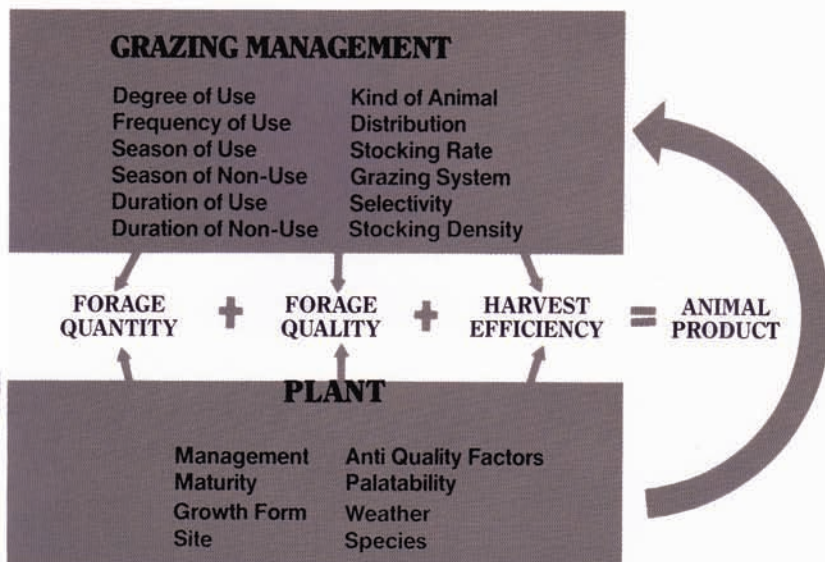 GRAZING MANAGEMENT
Degree of Use
Frequency of Use
Season of Use
Season of Non-Use
Duration of Use
Duration of Non-Use
Kind of Animal
Distribution
Stocking Rate
Grazing System
Selectivity
Stocking Density
FORAGE
QUANTITY
+
FORAGE
QUALITY
+
HARVEST
EFFICIENCY
=
ANIMAL
PRODUCT
PLANT
Management
Maturity
Growth Form
Site
Anti Quality Factors
Palatability
Weather
Species